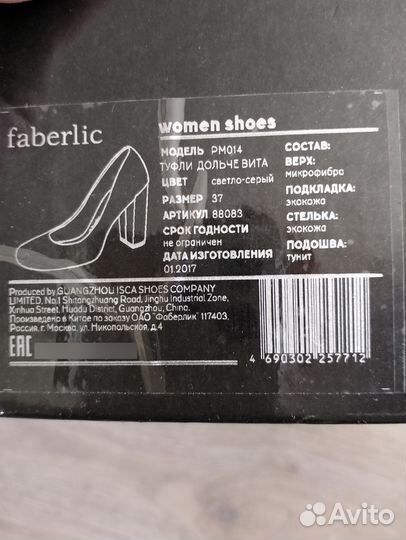 faberlic
women shoes
МОДЕЛЬ PM014
ТУФЛИ ДОЛЬЧЕ ВИТА
ЦВЕТ светло-серый
РАЗМЕР 37
АРТИКУЛ 88083
СРОК ГОДНОСТИ
не ограничен
ДАТА ИЗГОТОВЛЕНИЯ
01.2017
СОСТАВ:
ВЕРХ:
микрофибра
ПОДКЛАДКА:
экокожа
СТЕЛЬКА:
экокожа
ПОДОШВА:
тунит
Produced by GUANGZHOU ISCA SHOES COMPANY
LIMITED, No.1 Shitangzhuang Road, Jinghu Industrial Zone,
Xinhua Street, Huadu District, Guangzhou, China.
Произведено в Китае по заказу ОАО "Фаберлик" 117403,
Россия, г. Москва, ул. Никопольская, д.4
EAC
4 690302 257712
Avito